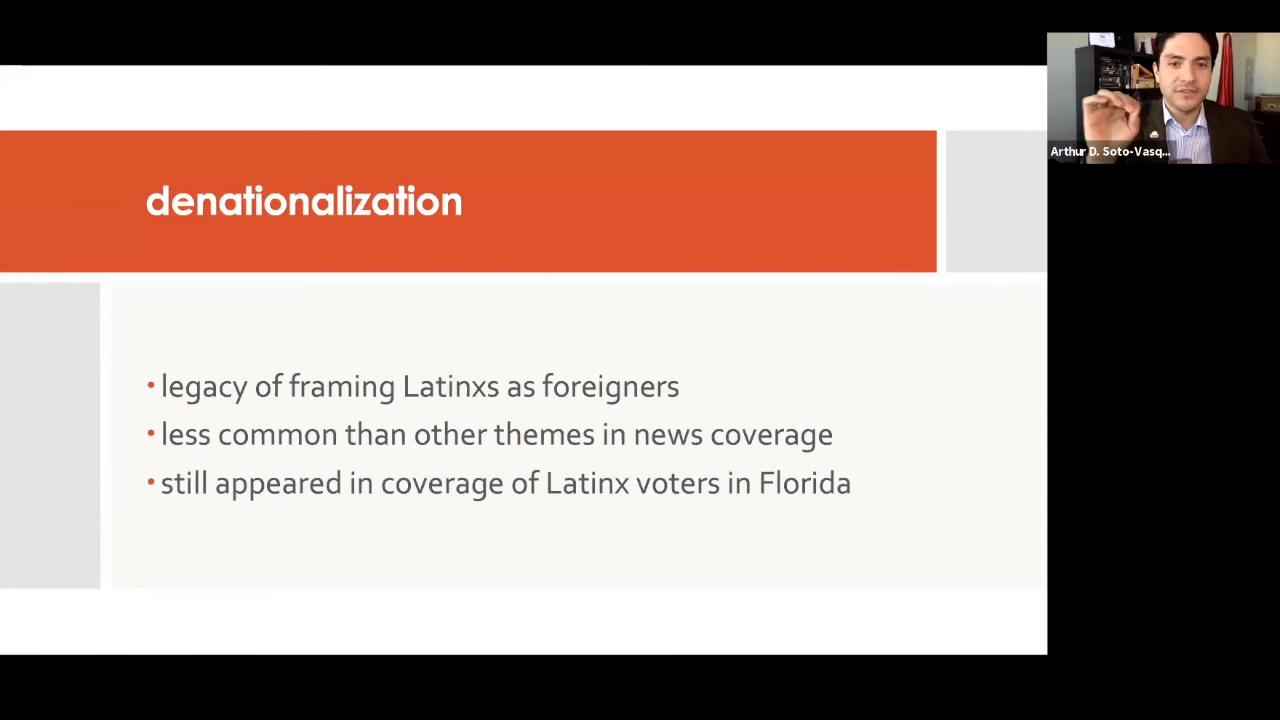 denationalization
• legacy of framing Latinxs as foreigners
• less common than other themes in news coverage
• still appeared in coverage of Latinx voters in Florida
Arthur D. Soto-Vasq...